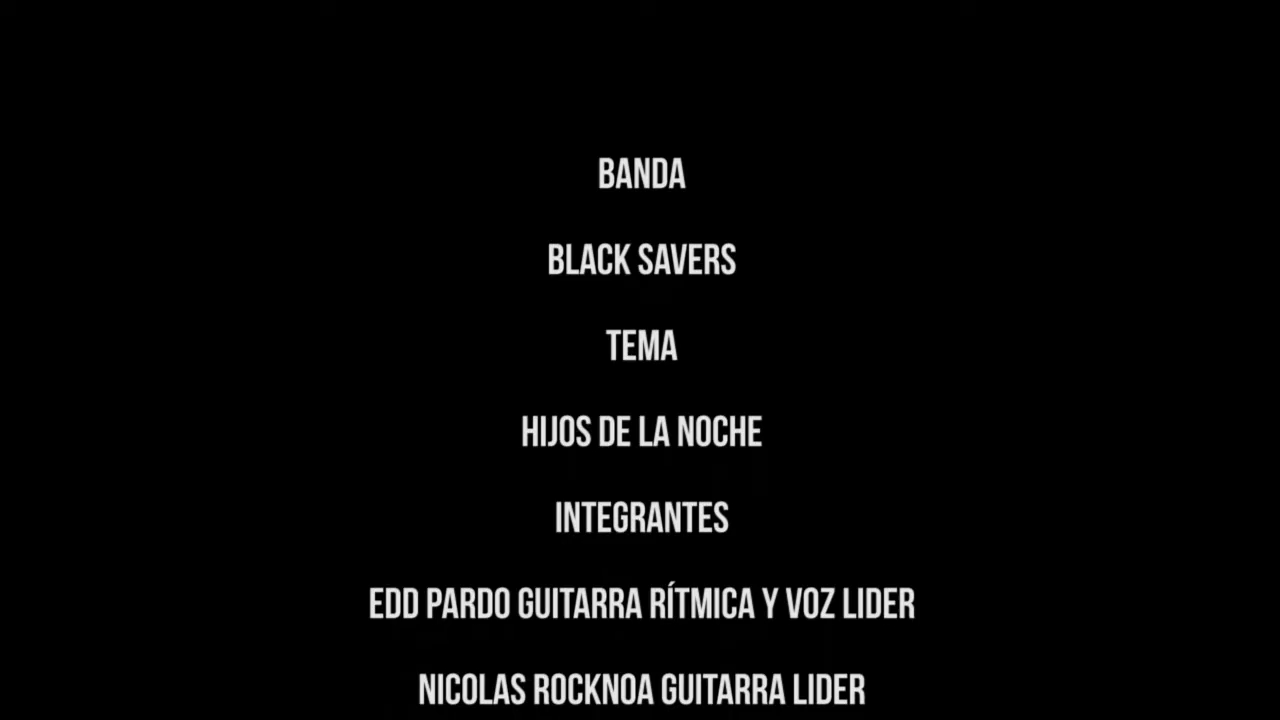 BANDA
BLACK SAVERS
TEMA
HIJOS DE LA NOCHE
INTEGRANTES
EDD PARDO GUITARRA RÍTMICA Y VOZ LIDER
NICOLAS ROCKNOA GUITARRA LIDER